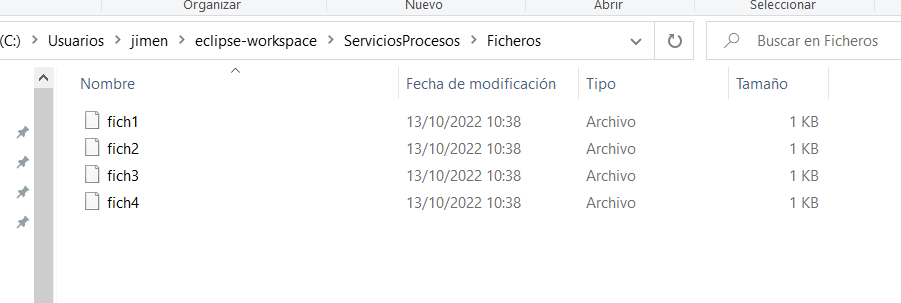 Organizar Nuevo Abrir Seleccionar
(C:) > Usuarios > jimen > eclipse-workspace > ServiciosProcesos > Ficheros Buscar en Ficheros
Nombre Fecha de modificación Tipo Tamaño
fich1 13/10/2022 10:38 Archivo 1 KB
fich2 13/10/2022 10:38 Archivo 1 KB
fich3 13/10/2022 10:38 Archivo 1 KB
fich4 13/10/2022 10:38 Archivo 1 KB